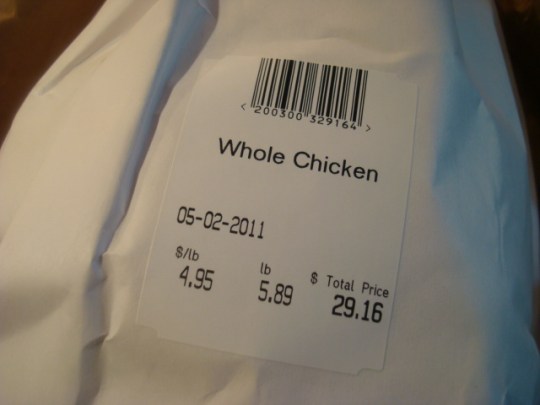 < 200300 329164 >
Whole Chicken
05-02-2011
$/lb lb $ Total Price
4.95 5.89 29.16